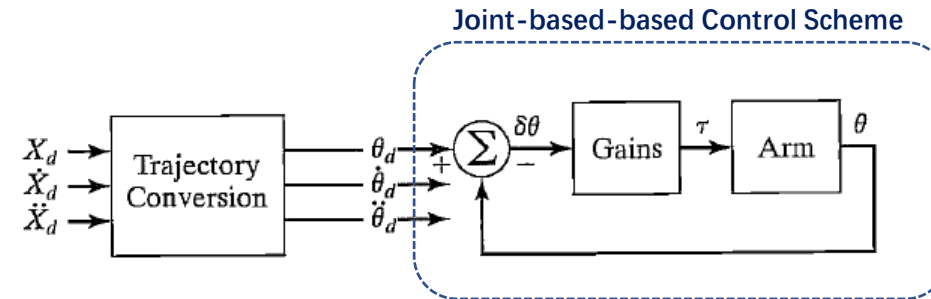 Joint-based-based Control Scheme
X_d
Ẋ_d
Ẍ_d
Trajectory
Conversion
θ_d
θ̇_d
θ̈_d
+
Σ
δθ
−
Gains
τ
Arm
θ